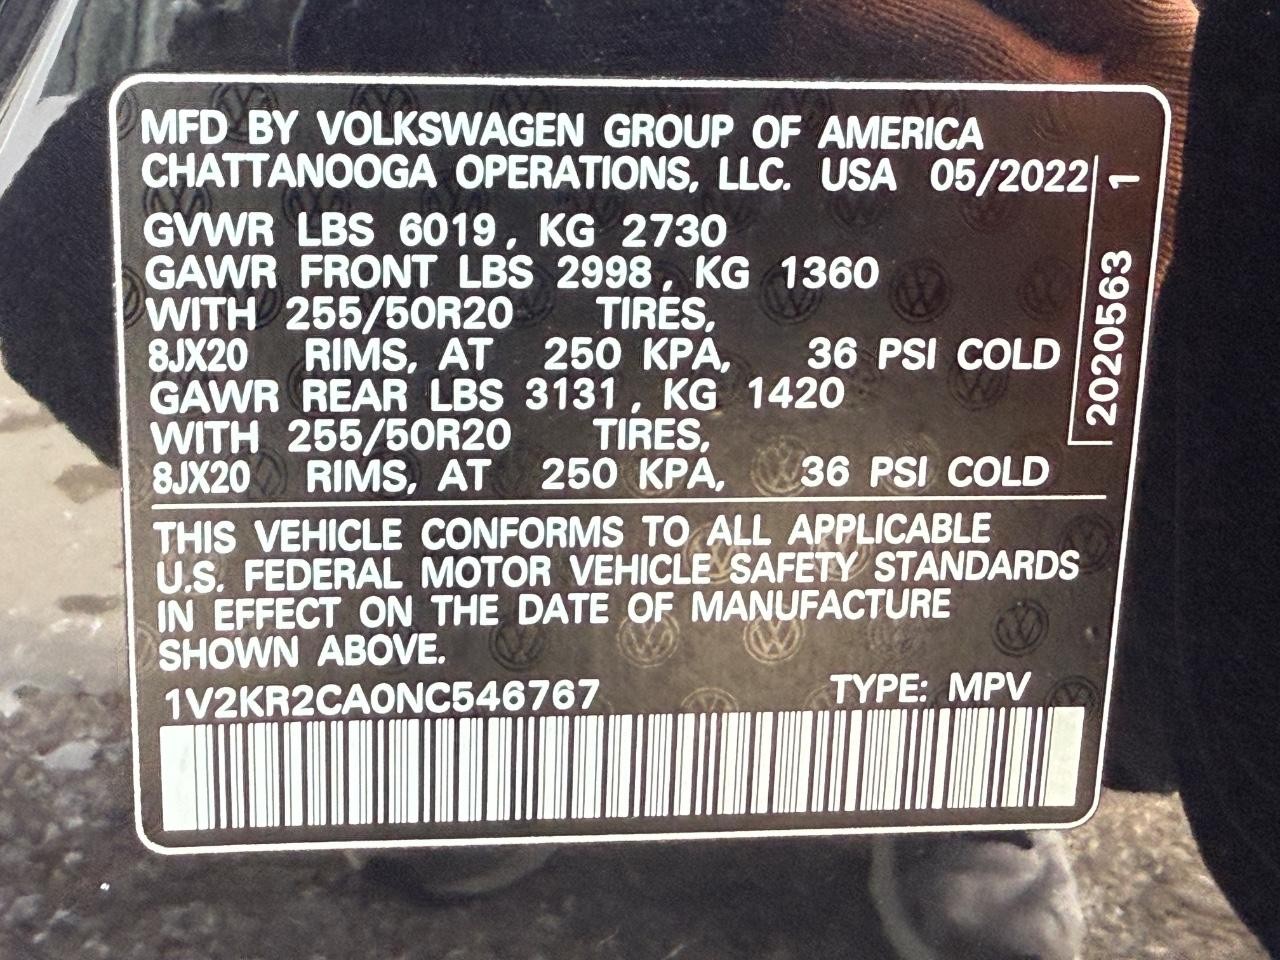 MFD BY VOLKSWAGEN GROUP OF AMERICA
CHATTANOOGA OPERATIONS, LLC. USA 05/2022
GVWR LBS 6019, KG 2730
GAWR FRONT LBS 2998, KG 1360
WITH 255/50R20 TIRES,
8JX20 RIMS, AT 250 KPA, 36 PSI COLD
GAWR REAR LBS 3131, KG 1420
WITH 255/50R20 TIRES,
8JX20 RIMS, AT 250 KPA, 36 PSI COLD
THIS VEHICLE CONFORMS TO ALL APPLICABLE
U.S. FEDERAL MOTOR VEHICLE SAFETY STANDARDS
IN EFFECT ON THE DATE OF MANUFACTURE
SHOWN ABOVE.
1V2KR2CA0NC546767 TYPE: MPV
2020563 1